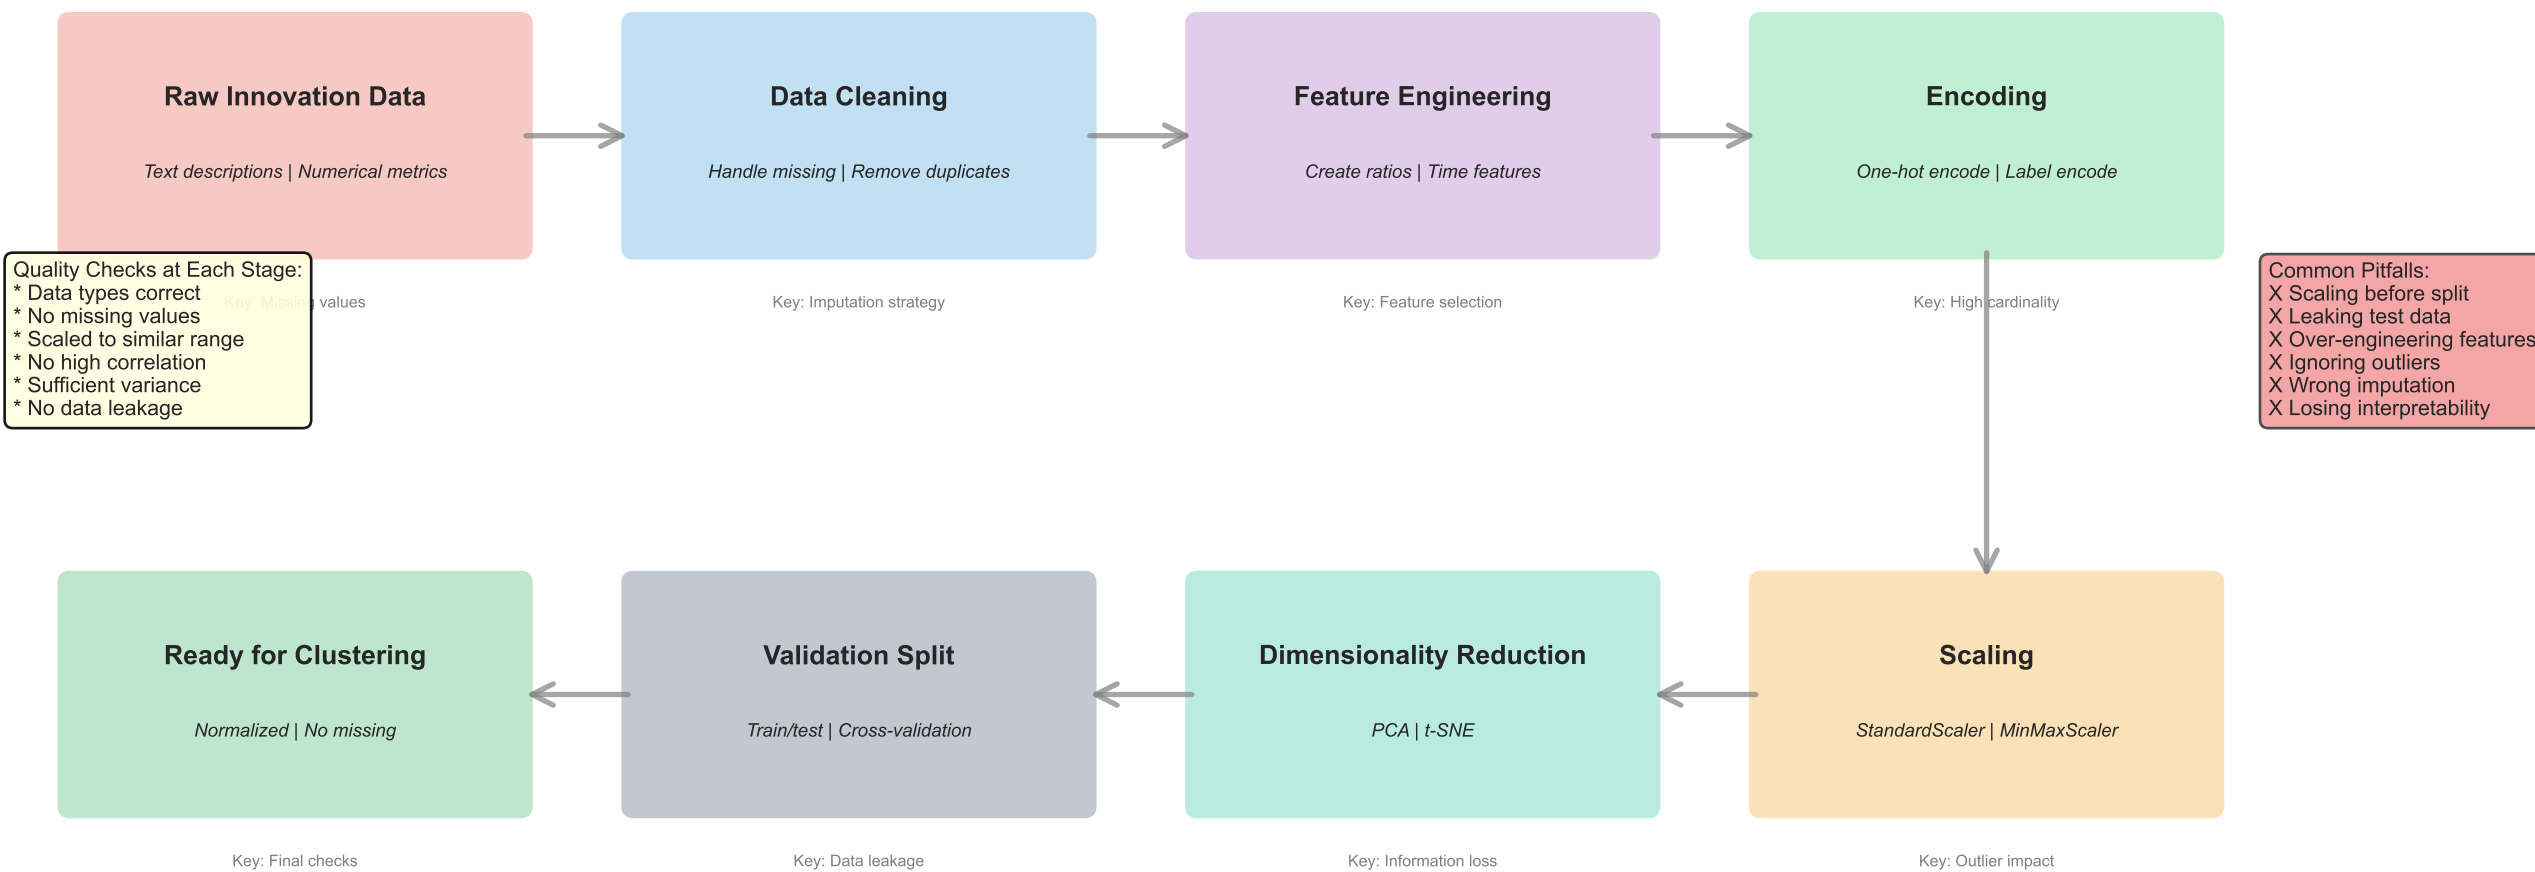 Raw Innovation Data
Text descriptions | Numerical metrics
Key: Missing values
Data Cleaning
Handle missing | Remove duplicates
Key: Imputation strategy
Feature Engineering
Create ratios | Time features
Key: Feature selection
Encoding
One-hot encode | Label encode
Key: High cardinality
Quality Checks at Each Stage:
* Data types correct
* No missing values
* Scaled to similar range
* No high correlation
* Sufficient variance
* No data leakage
Common Pitfalls:
X Scaling before split
X Leaking test data
X Over-engineering features
X Ignoring outliers
X Wrong imputation
X Losing interpretability
Ready for Clustering
Normalized | No missing
Key: Final checks
Validation Split
Train/test | Cross-validation
Key: Data leakage
Dimensionality Reduction
PCA | t-SNE
Key: Information loss
Scaling
StandardScaler | MinMaxScaler
Key: Outlier impact